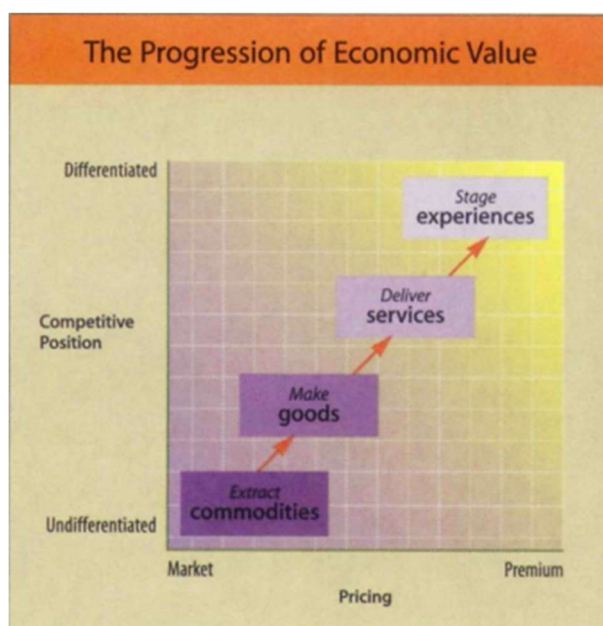 The Progression of Economic Value
Differentiated
Stage
experiences
Deliver
services
Competitive
Position
Make
goods
Extract
commodities
Undifferentiated
Market
Premium
Pricing